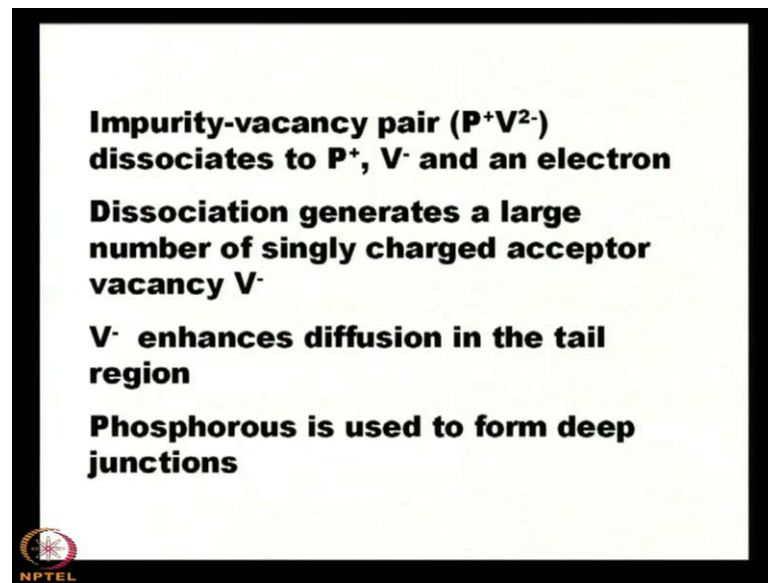 Impurity-vacancy pair (P⁺V²⁻)
dissociates to P⁺, V⁻ and an electron
Dissociation generates a large
number of singly charged acceptor
vacancy V⁻
V⁻ enhances diffusion in the tail
region
Phosphorous is used to form deep
junctions
NPTEL